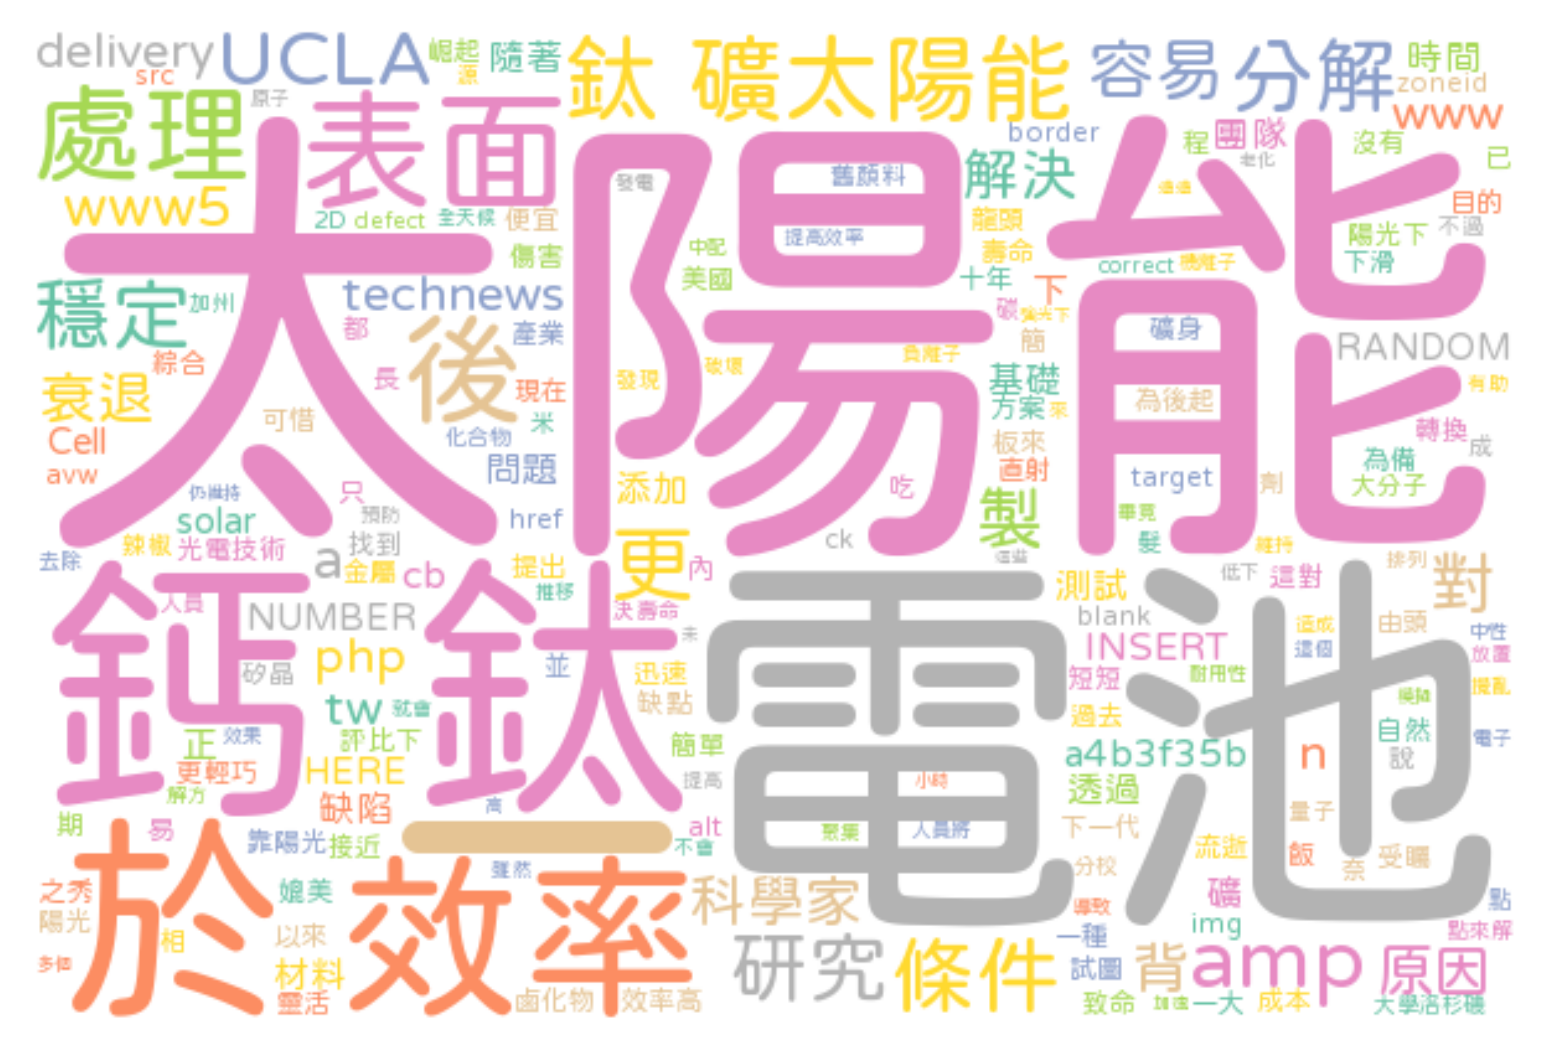 delivery UCLA 崛起 隨著 鈦 礦太陽能 容易 分解 時間
src 源 zoneid
處理 原子 表面 border 程 團隊 www
解決 舊顏料 老化 沒有 已
www5 2D defect 全天候 便宜 發電 龍頭 目的
提高效率 陽光下 不過
傷害 中配 壽命 correct 機離子 下滑
穩定 加州 technews 美國 十年 下
太陽能
都 產業 碳 強光下 礦身 RANDOM
綜合 後 破壞 負離子 簡
衰退 長 現在 發現 基礎 有助
可借 米 方案 來 為後起 轉換
Cell 化合物 板來 成
avw 問題 直射 target 為備
仍維持 只 添加 吃 製 劑 大分子
solar 預防 href 畢竟
辣椒 光電技術 找到 更 ck 髮 維持
去除 a 金屬 cb 提出 內 這些 低下 這對 排列
鈣鈦 電池
人員 推移 測試 對
NUMBER 決壽命 blank 造成 由頭 中性
矽晶 php 並 未 INSERT 這個 放置
迅速 短短 耐用性 攪亂
tw 就會 缺點 過去
正 效果 評比下 簡單 a4b3f35b n 自然 電子
更輕巧 HERE 說
解方 缺陷 提高 小時 透過 量子
期 易 高 alt 聚集 人員將 下一代
靠陽光 接近 一 不會 流逝 飯 受曬
於 效率
雖然 分校 奈
之秀 媲美 科學家 礦 點
陽光 導致 img
相 以來 一種 點來解
多個 材料 研究 條件 試圖 背 amp 原因
靈活 鹵化物 效率高 致命 加速 一大 成本 大學洛杉磯